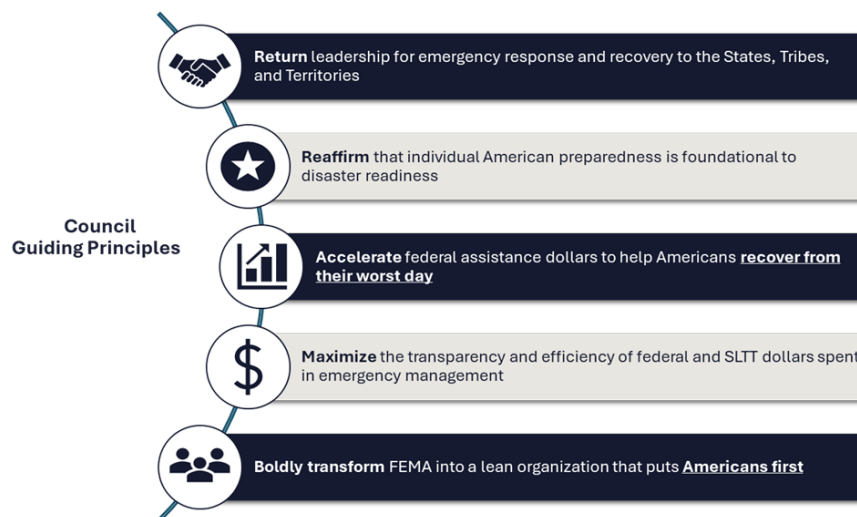 Council
Guiding Principles
Return leadership for emergency response and recovery to the States, Tribes,
and Territories
Reaffirm that individual American preparedness is foundational to
disaster readiness
Accelerate federal assistance dollars to help Americans recover from
their worst day
Maximize the transparency and efficiency of federal and SLTT dollars spent
in emergency management
Boldly transform FEMA into a lean organization that puts Americans first